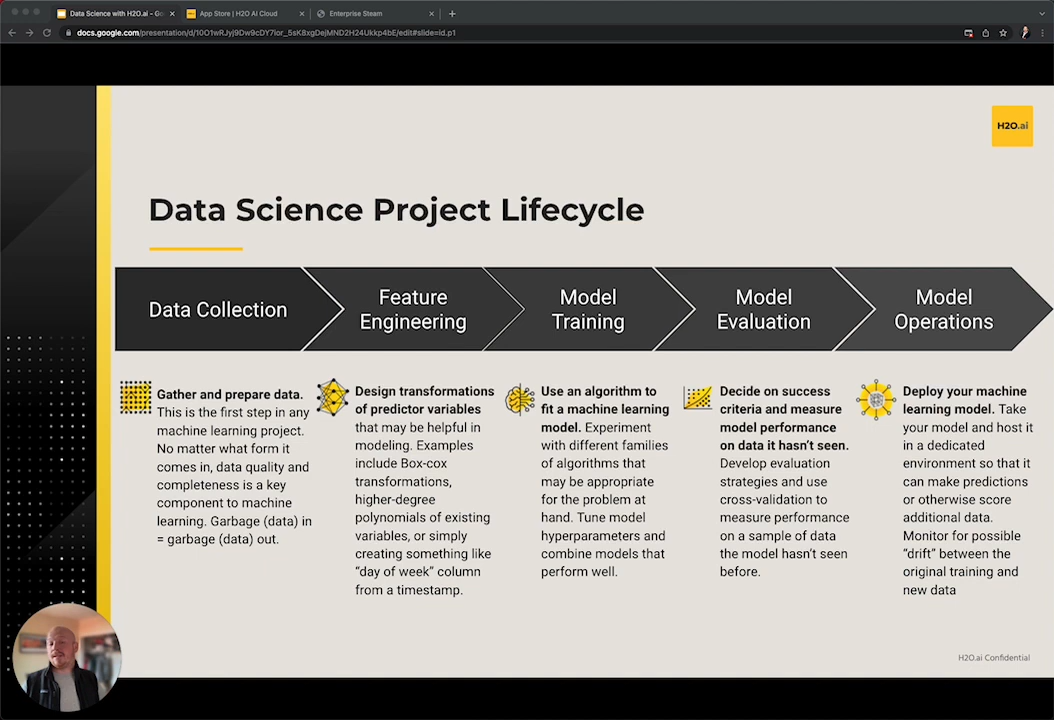 Data Science with H2O.ai - Go
App Store | H2O AI Cloud
Enterprise Steam
docs.google.com/presentation/d/10O1wRJyj9Dw9cDY7ior_5sK8xgDejMND2H24Ukkp4bE/edit#slide=id.p1
H2O.ai
Data Science Project Lifecycle
Data Collection
Feature
Engineering
Model
Training
Model
Evaluation
Model
Operations
Gather and prepare data.
This is the first step in any
machine learning project.
No matter what form it
comes in, data quality and
completeness is a key
component to machine
learning. Garbage (data) in
= garbage (data) out.
Design transformations
of predictor variables
that may be helpful in
modeling. Examples
include Box-cox
transformations,
higher-degree
polynomials of existing
variables, or simply
creating something like
“day of week” column
from a timestamp.
Use an algorithm to
fit a machine learning
model. Experiment
with different families
of algorithms that
may be appropriate
for the problem at
hand. Tune model
hyperparameters and
combine models that
perform well.
Decide on success
criteria and measure
model performance
on data it hasn’t seen.
Develop evaluation
strategies and use
cross-validation to
measure performance
on a sample of data
the model hasn’t seen
before.
Deploy your machine
learning model. Take
your model and host it
in a dedicated
environment so that it
can make predictions
or otherwise score
additional data.
Monitor for possible
“drift” between the
original training and
new data
H2O.ai Confidential